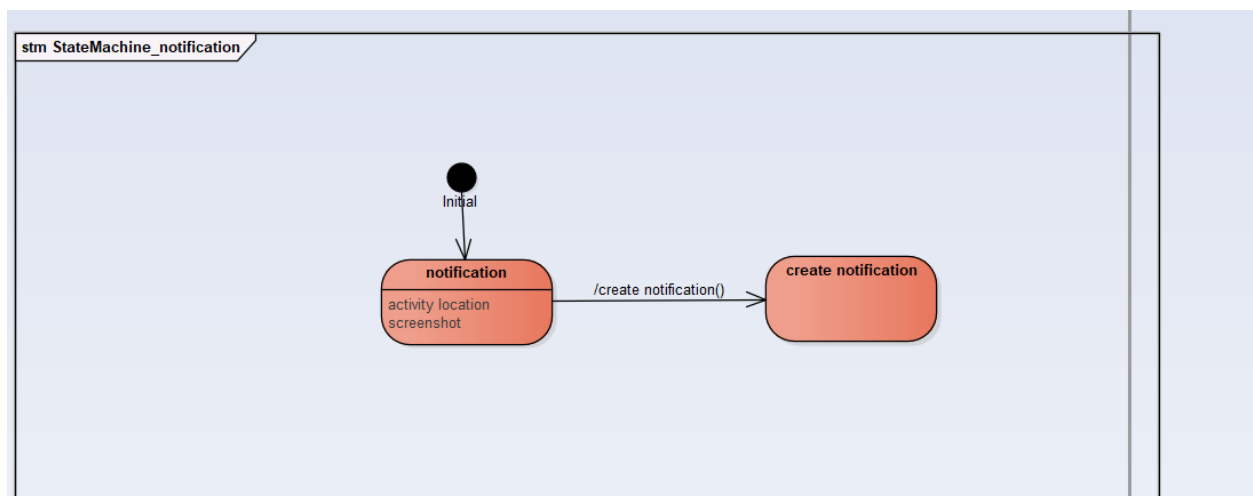 stm StateMachine_notification
Initial
notification
activity location
screenshot
/create notification()
create notification